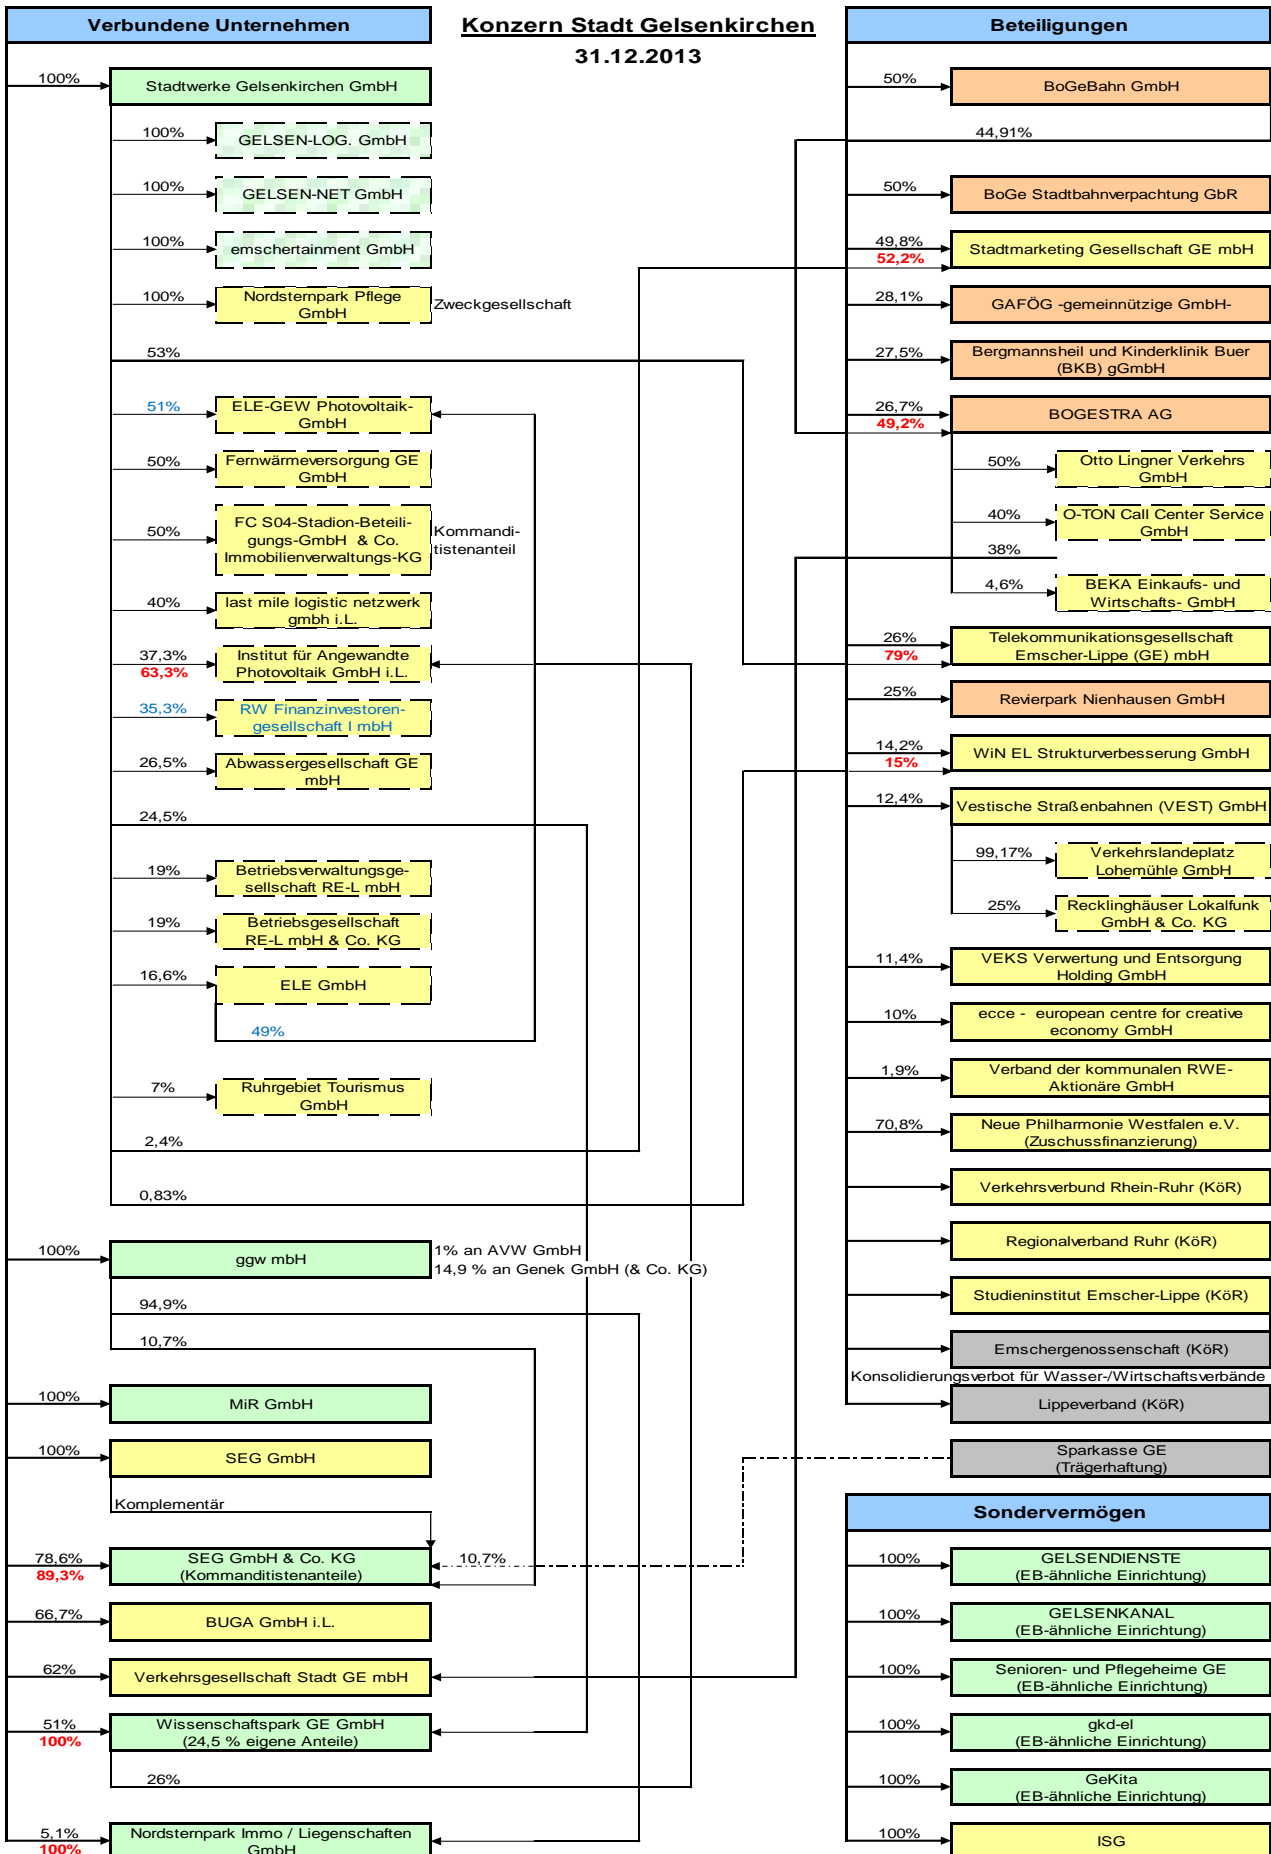 Konzern Stadt Gelsenkirchen
31.12.2013
Verbundene Unternehmen
100%
Stadtwerke Gelsenkirchen GmbH
100%
GELSEN-LOG. GmbH
100%
GELSEN-NET GmbH
100%
emschertainment GmbH
100%
Nordsternpark Pflege
GmbH
Zweckgesellschaft
53%
51%
ELE-GEW Photovoltaik-
GmbH
50%
Fernwärmeversorgung GE
GmbH
50%
FC S04-Stadion-Beteili-
gungs-GmbH & Co.
Immobilienverwaltungs-KG
Kommandi-
tistenanteil
40%
last mile logistic netzwerk
gmbh i.L.
37,3%
63,3%
Institut für Angewandte
Photovoltaik GmbH i.L.
35,3%
RW Finanzinvestoren-
gesellschaft I mbH
26,5%
Abwassergesellschaft GE
mbH
24,5%
19%
Betriebsverwaltungsge-
sellschaft RE-L mbH
19%
Betriebsgesellschaft
RE-L mbH & Co. KG
16,6%
ELE GmbH
49%
7%
Ruhrgebiet Tourismus
GmbH
2,4%
0,83%
100%
ggw mbH
1% an AVW GmbH
14,9 % an Genek GmbH (& Co. KG)
94,9%
10,7%
100%
MiR GmbH
100%
SEG GmbH
Komplementär
78,6%
89,3%
SEG GmbH & Co. KG
(Kommanditistenanteile)
10,7%
66,7%
BUGA GmbH i.L.
62%
Verkehrsgesellschaft Stadt GE mbH
51%
100%
Wissenschaftspark GE GmbH
(24,5 % eigene Anteile)
26%
5,1%
100%
Nordsternpark Immo / Liegenschaften
GmbH
Beteiligungen
50%
BoGeBahn GmbH
44,91%
50%
BoGe Stadtbahnverpachtung GbR
49,8%
52,2%
Stadtmarketing Gesellschaft GE mbH
28,1%
GAFÖG -gemeinnützige GmbH-
27,5%
Bergmannsheil und Kinderklinik Buer
(BKB) gGmbH
26,7%
49,2%
BOGESTRA AG
50%
Otto Lingner Verkehrs
GmbH
40%
O-TON Call Center Service
GmbH
38%
4,6%
BEKA Einkaufs- und
Wirtschafts- GmbH
26%
79%
Telekommunikationsgesellschaft
Emscher-Lippe (GE) mbH
25%
Revierpark Nienhausen GmbH
14,2%
15%
WiN EL Strukturverbesserung GmbH
12,4%
Vestische Straßenbahnen (VEST) GmbH
99,17%
Verkehrslandeplatz
Lohemühle GmbH
25%
Recklinghäuser Lokalfunk
GmbH & Co. KG
11,4%
VEKS Verwertung und Entsorgung
Holding GmbH
10%
ecce - european centre for creative
economy GmbH
1,9%
Verband der kommunalen RWE-
Aktionäre GmbH
70,8%
Neue Philharmonie Westfalen e.V.
(Zuschussfinanzierung)
Verkehrsverbund Rhein-Ruhr (KöR)
Regionalverband Ruhr (KöR)
Studieninstitut Emscher-Lippe (KöR)
Emschergenossenschaft (KöR)
Konsolidierungsverbot für Wasser-/Wirtschaftsverbände
Lippeverband (KöR)
Sparkasse GE
(Trägerhaftung)
Sondervermögen
100%
GELSENDIENSTE
(EB-ähnliche Einrichtung)
100%
GELSENKANAL
(EB-ähnliche Einrichtung)
100%
Senioren- und Pflegeheime GE
(EB-ähnliche Einrichtung)
100%
gkd-el
(EB-ähnliche Einrichtung)
100%
GeKita
(EB-ähnliche Einrichtung)
100%
ISG